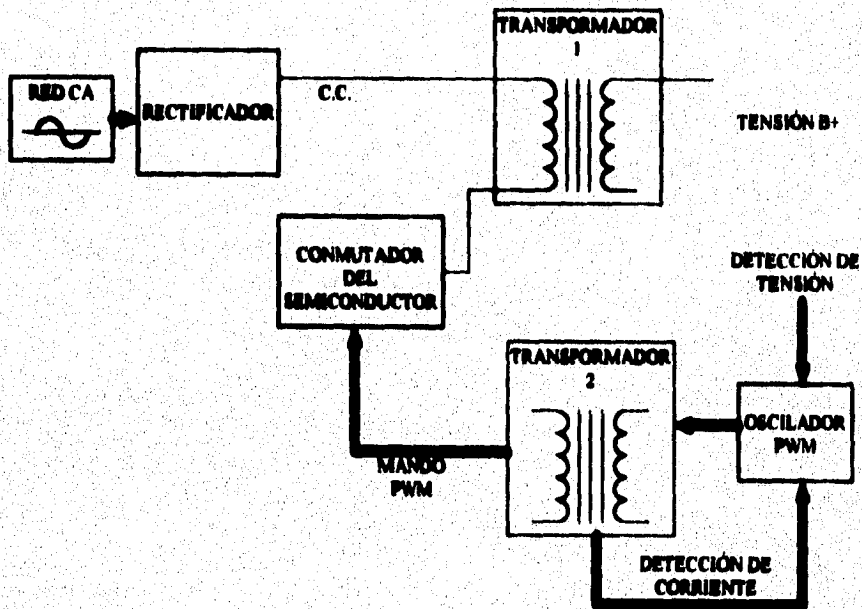 TRANSFORMADOR
1
RED CA
RECTIFICADOR
C.C.
TENSIÓN B+
CONMUTADOR
DEL
SEMICONDUCTOR
DETECCIÓN DE
TENSIÓN
TRANSFORMADOR
2
OSCILADOR
PWM
MANDO
PWM
DETECCIÓN DE
CORRIENTE